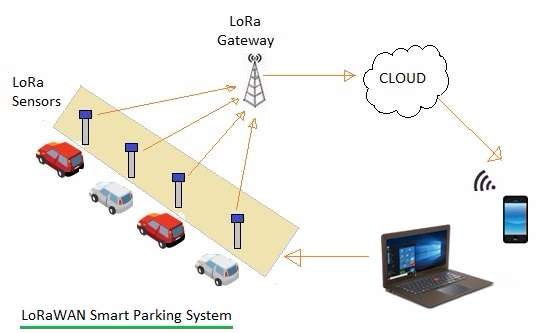 LoRa
Gateway
LoRa
Sensors
CLOUD
LoRaWAN Smart Parking System